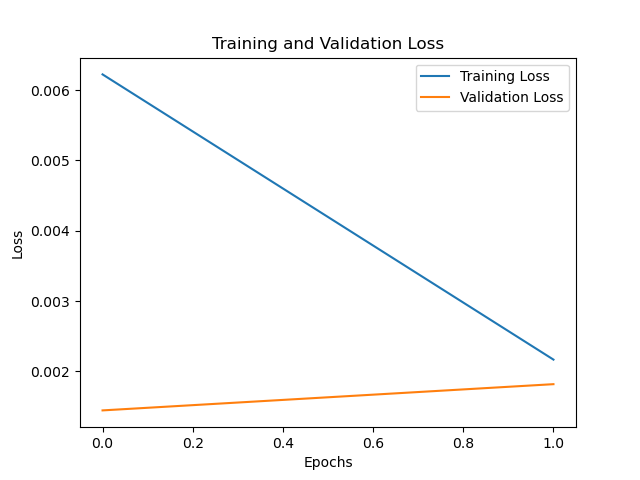 Training and Validation Loss
Training Loss
Validation Loss
0.006
0.005
0.004
0.003
0.002
Loss
0.0 0.2 0.4 0.6 0.8 1.0
Epochs